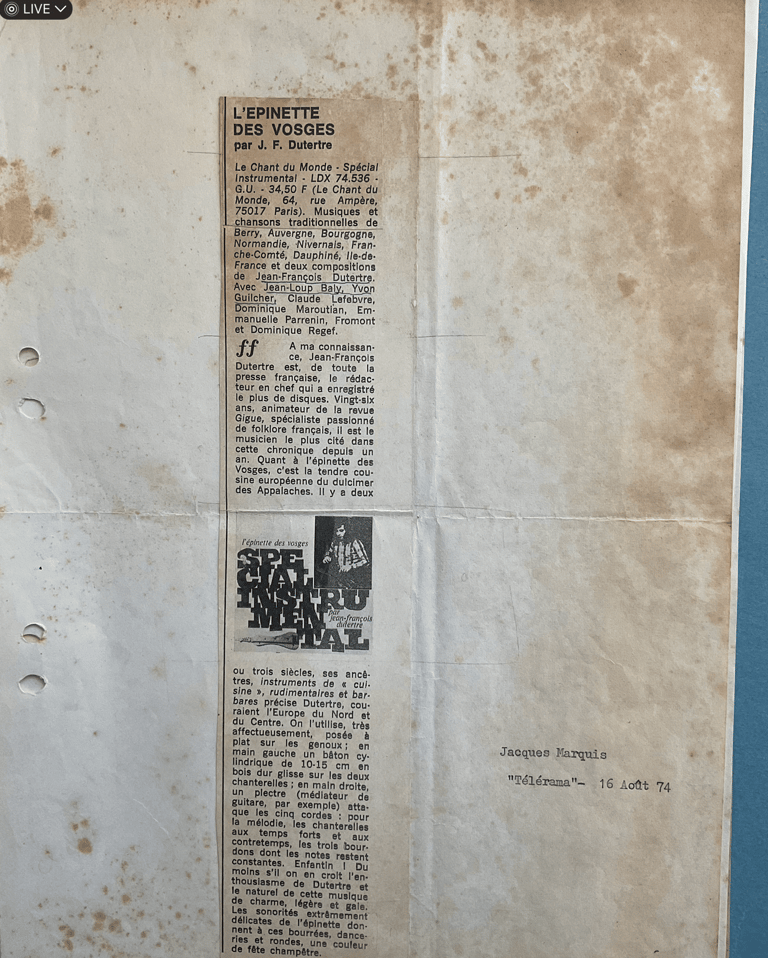 LIVE
L'EPINETTE
DES VOSGES
par J. F. Dutertre
Le Chant du Monde - Spécial
Instrumental - LDX 74.536 -
G.U. - 34,50 F (Le Chant du
Monde, 64, rue Ampère,
75017 Paris). Musiques et
chansons traditionnelles de
Berry, Auvergne, Bourgogne,
Normandie, Nivernais, Fran-
che-Comté, Dauphiné, Ile-de-
France et deux compositions
de Jean-François Dutertre.
Avec Jean-Loup Baly, Yvon
Guilcher, Claude Lefebvre,
Dominique Maroutian, Em-
manuelle Parrenin, Fromont
et Dominique Regef.
ff A ma connaissan-
ce, Jean-François
Dutertre est, de toute la
presse française, le rédac-
teur en chef qui a enregistré
le plus de disques. Vingt-six
ans, animateur de la revue
Gigue, spécialiste passionné
de folklore français, il est le
musicien le plus cité dans
cette chronique depuis un
an. Quant à l'épinette des
Vosges, c'est la tendre cou-
sine européenne du dulcimer
des Appalaches. Il y a deux
l'épinette des vosges
SPE
CIAL
INSTRU
MEN
TAL
par
jean-françois
dutertre
ou trois siècles, ses ancê-
tres, instruments de « cui-
sine », rudimentaires et bar-
bares précise Dutertre, cou-
raient l'Europe du Nord et
du Centre. On l'utilise, très
affectueusement, posée à
plat sur les genoux ; en
main gauche un bâton cy-
lindrique de 10-15 cm en
bois dur glisse sur les deux
chanterelles ; en main droite,
un plectre (médiateur de
guitare, par exemple) atta-
que les cinq cordes : pour
la mélodie, les chanterelles
aux temps forts et aux
contretemps, les trois bour-
dons dont les notes restent
constantes. Enfantin ! Du
moins s'il on en croit l'en-
thousiasme de Dutertre et
le naturel de cette musique
de charme, légère et gaie.
Les sonorités extrêmement
délicates de l'épinette don-
nent à ces bourrées, dance-
ries et rondes, une couleur
de fête champêtre.
Jacques Marquis
"Télérama"- 16 Août 74